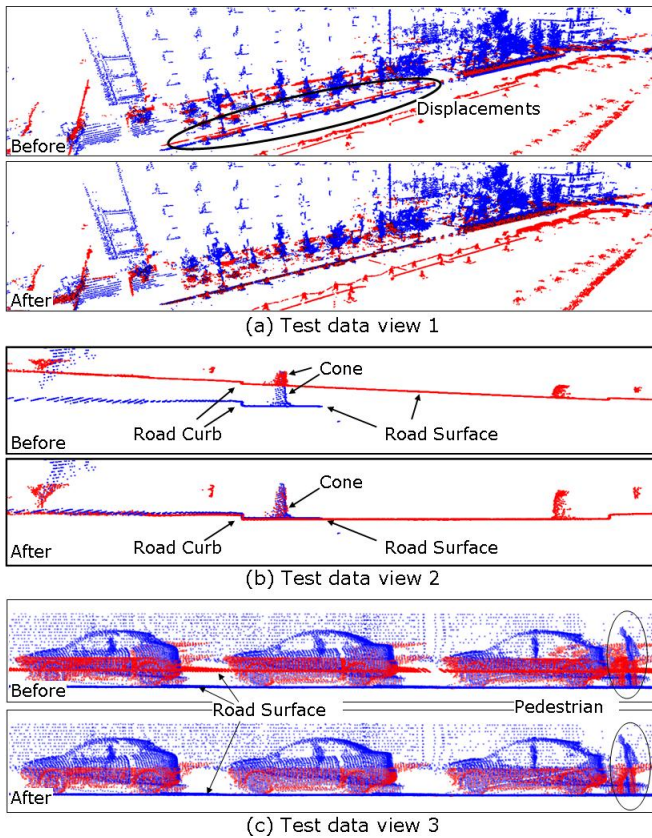 Displacements
Before
After
(a) Test data view 1
Cone
Road Curb
Road Surface
Before
Cone
Road Curb
Road Surface
After
(b) Test data view 2
Before
Road Surface
Pedestrian
After
(c) Test data view 3